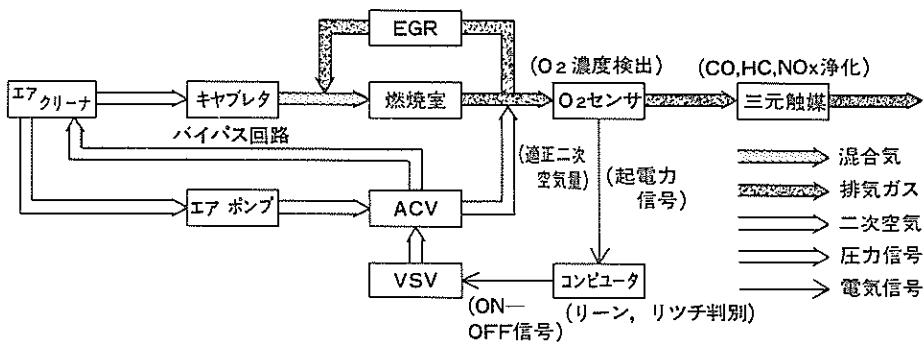 EGR
(O₂濃度検出)
(CO,HC,NOx浄化)
エア
クリーナ
キャブレタ
燃焼室
O₂センサ
三元触媒
バイパス回路
(適正二次
空気量)
(起電力
信号)
混合気
排気ガス
エア ポンプ
ACV
二次空気
圧力信号
VSV
コンピュータ
電気信号
(ON—
OFF信号)
(リーン, リツチ判別)